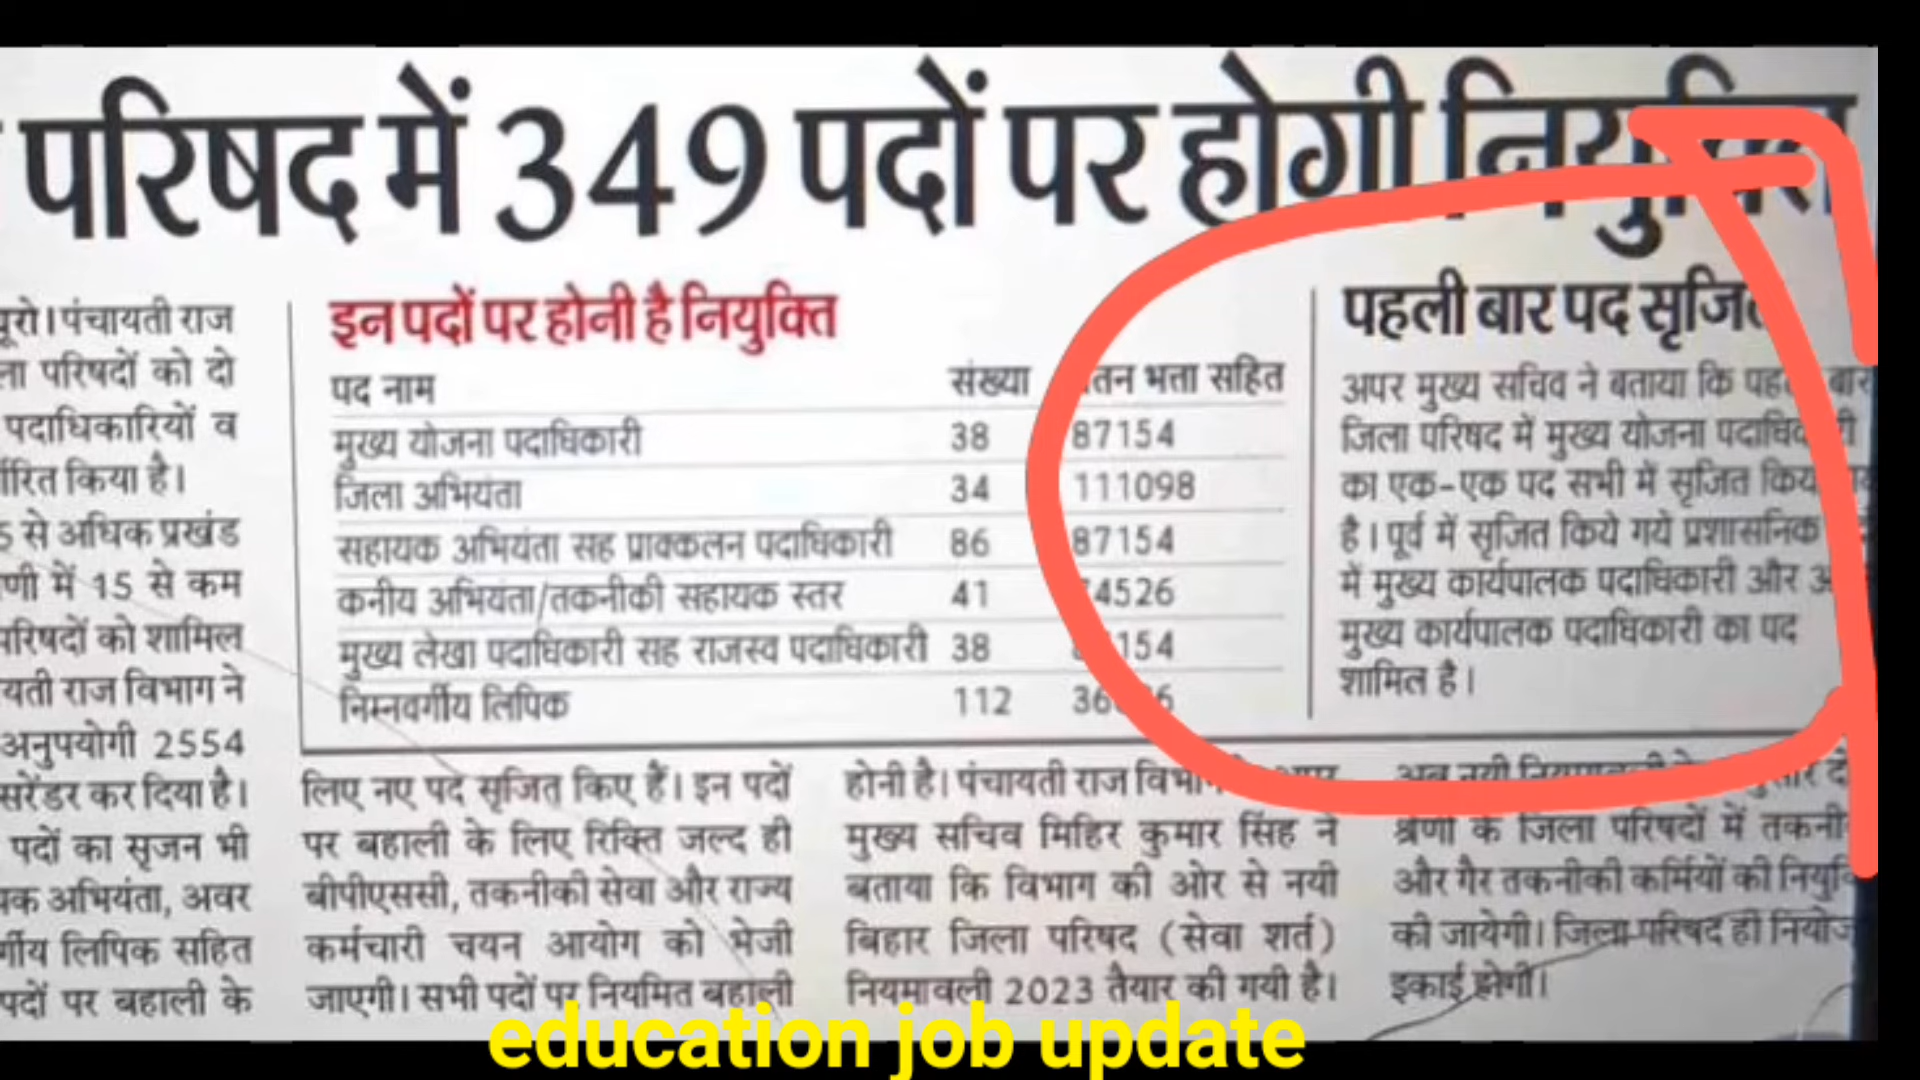 परिषद में 349 पदों पर होगी नियुक्ति
पंचायती राज
परिषदों को दो
पदाधिकारियों व
किया है।
5 से अधिक प्रखंड
में 15 से कम
परिषदों को शामिल
राज विभाग ने
अनुपयोगी 2554
सरेंडर कर दिया है।
पदों का सृजन भी
अभियंता, अवर
लिपिक सहित
पदों पर बहाली के
इन पदों पर होनी है नियुक्ति
पद नाम संख्या भत्ता सहित
मुख्य योजना पदाधिकारी 38 87154
जिला अभियंता 34 111098
सहायक अभियंता सह प्राक्कलन पदाधिकारी 86 87154
कनीय अभियंता/तकनीकी सहायक स्तर 41
मुख्य लेखा पदाधिकारी सह राजस्व पदाधिकारी 38
निम्नवर्गीय लिपिक 112
पहली बार पद
अपर मुख्य सचिव ने बताया कि बार
जिला परिषद में मुख्य योजना
का एक-एक पद सभी में सृजित
है। पूर्व में सृजित किये गये प्रशासनिक
में मुख्य कार्यपालक पदाधिकारी और
मुख्य कार्यपालक पदाधिकारी का पद
शामिल है।
लिए नए पद सृजित किए हैं। इन पदों
पर बहाली के लिए रिक्ति जल्द ही
बीपीएससी, तकनीकी सेवा और राज्य
कर्मचारी चयन आयोग को भेजी
जाएगी। सभी पदों पर नियमित बहाली
होनी है। पंचायती राज
मुख्य सचिव मिहिर कुमार सिंह ने
बताया कि विभाग की ओर से नयी
बिहार जिला परिषद (सेवा शर्त)
नियमावली 2023 तैयार की गयी है।
श्रेणी के जिला परिषदों में
और गैर तकनीकी कर्मियों की
की जायेगी। जिला परिषद ही
इकाई होगी।
education job update